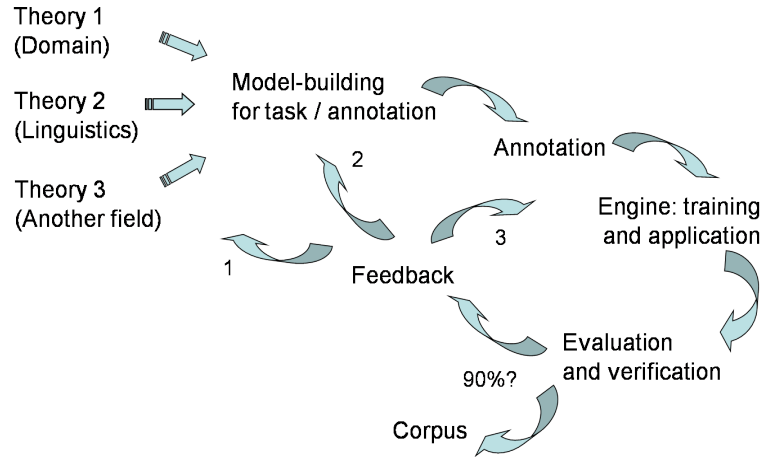 Theory 1
(Domain)
Theory 2
(Linguistics)
Theory 3
(Another field)
Model-building
for task / annotation
Annotation
Engine: training
and application
2
3
1
Feedback
Evaluation
and verification
90%?
Corpus